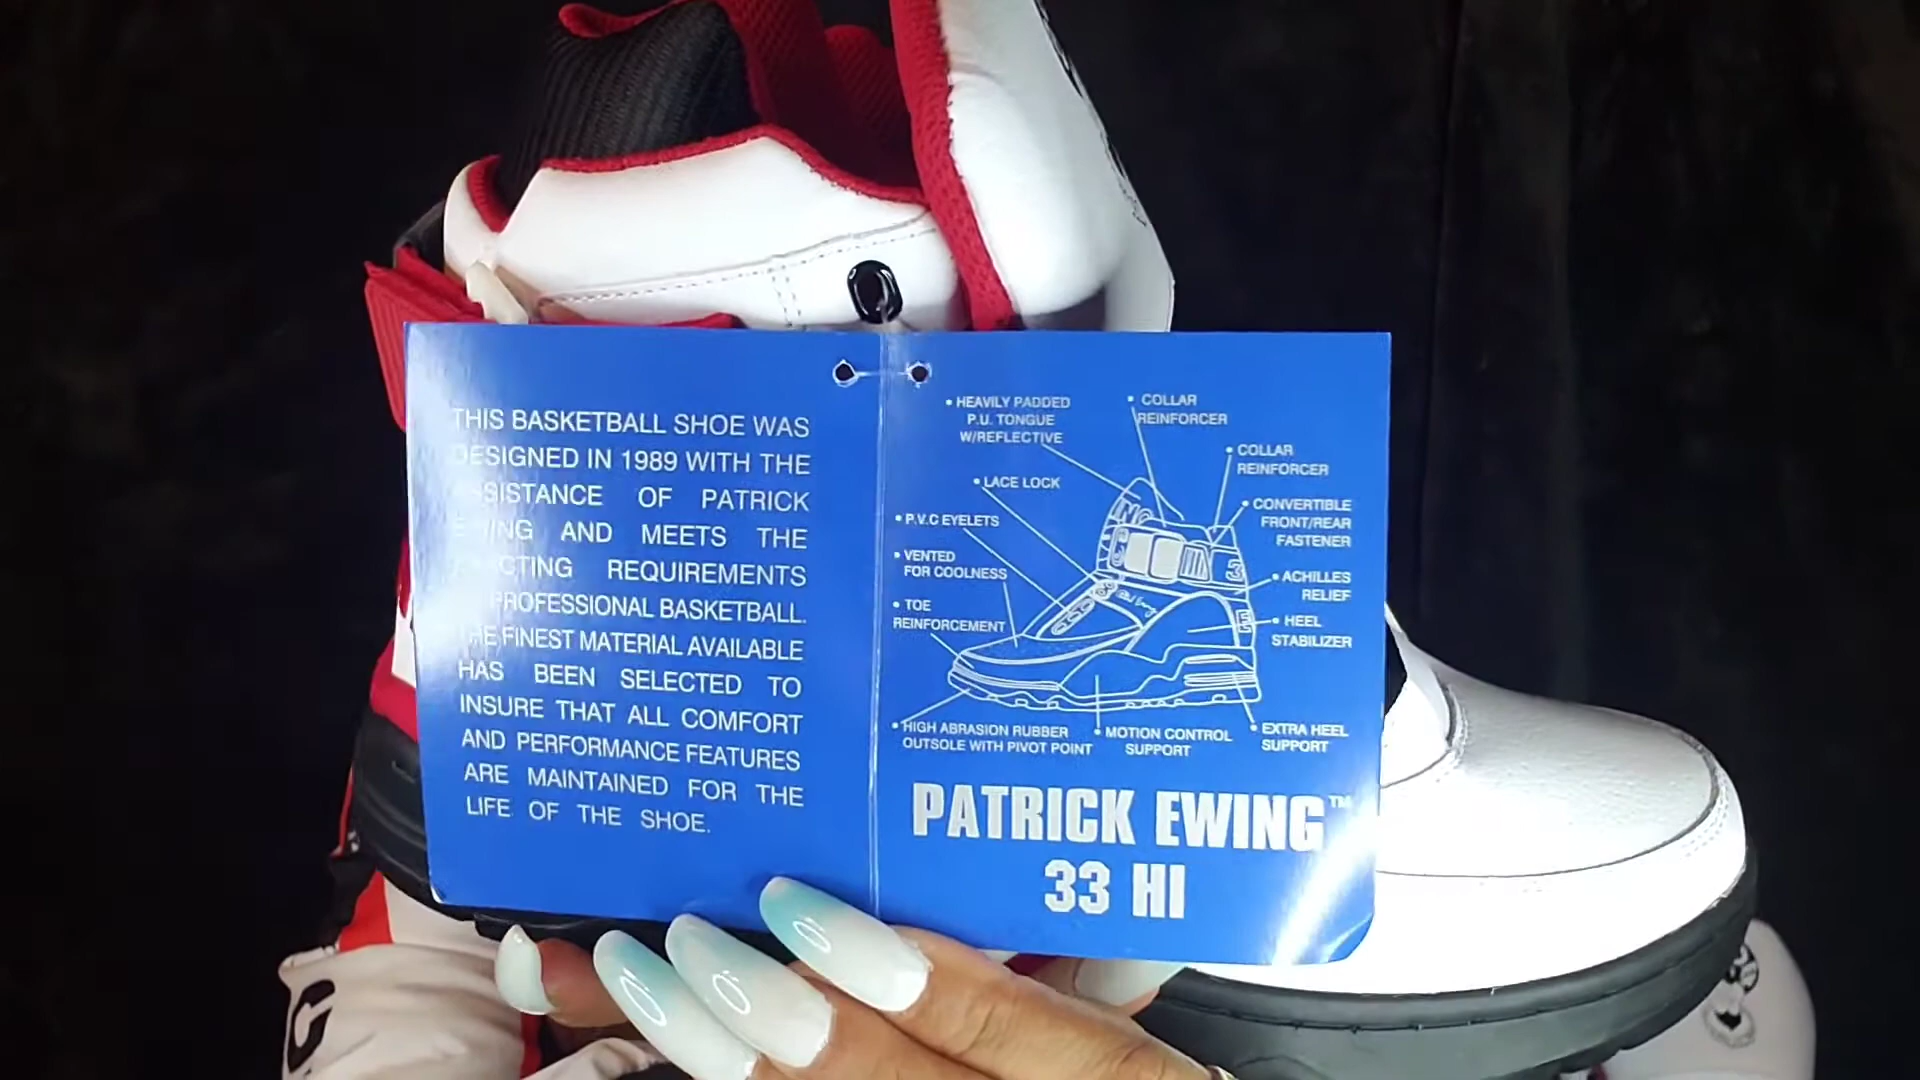 THIS BASKETBALL SHOE WAS
DESIGNED IN 1989 WITH THE
ASSISTANCE OF PATRICK
EWING AND MEETS THE
EXACTING REQUIREMENTS
PROFESSIONAL BASKETBALL.
THE FINEST MATERIAL AVAILABLE
HAS BEEN SELECTED TO
INSURE THAT ALL COMFORT
AND PERFORMANCE FEATURES
ARE MAINTAINED FOR THE
LIFE OF THE SHOE.
• HEAVILY PADDED
P.U. TONGUE
W/REFLECTIVE
• COLLAR
REINFORCER
• COLLAR
REINFORCER
• LACE LOCK
• CONVERTIBLE
FRONT/REAR
FASTENER
• P.V.C EYELETS
• VENTED
FOR COOLNESS
• ACHILLES
RELIEF
• TOE
REINFORCEMENT
• HEEL
STABILIZER
• HIGH ABRASION RUBBER
OUTSOLE WITH PIVOT POINT
• MOTION CONTROL
SUPPORT
• EXTRA HEEL
SUPPORT
PATRICK EWING™
33 HI